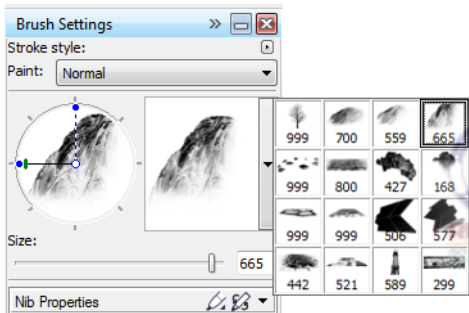 Brush Settings
Stroke style:
Paint: Normal
999 700 559 665
999 800 427 168
999 999 506 577
442 521 589 299
Size:
665
Nib Properties